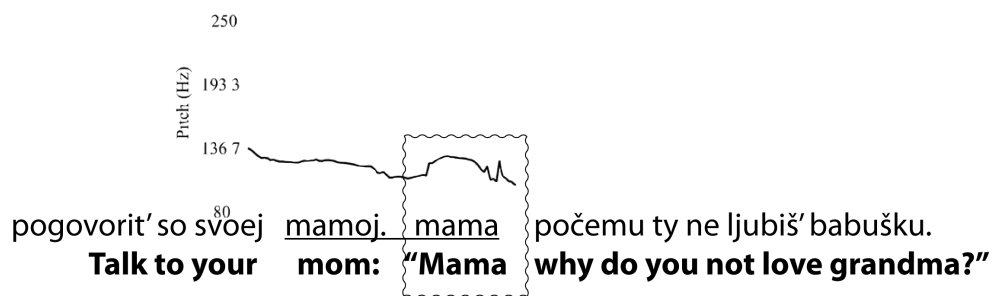 250
193 3
Pitch (Hz)
136 7
80
pogovorit’ so svoej mamoj. mama počemu ty ne ljubiš’ babušku.
Talk to your mom: “Mama why do you not love grandma?”